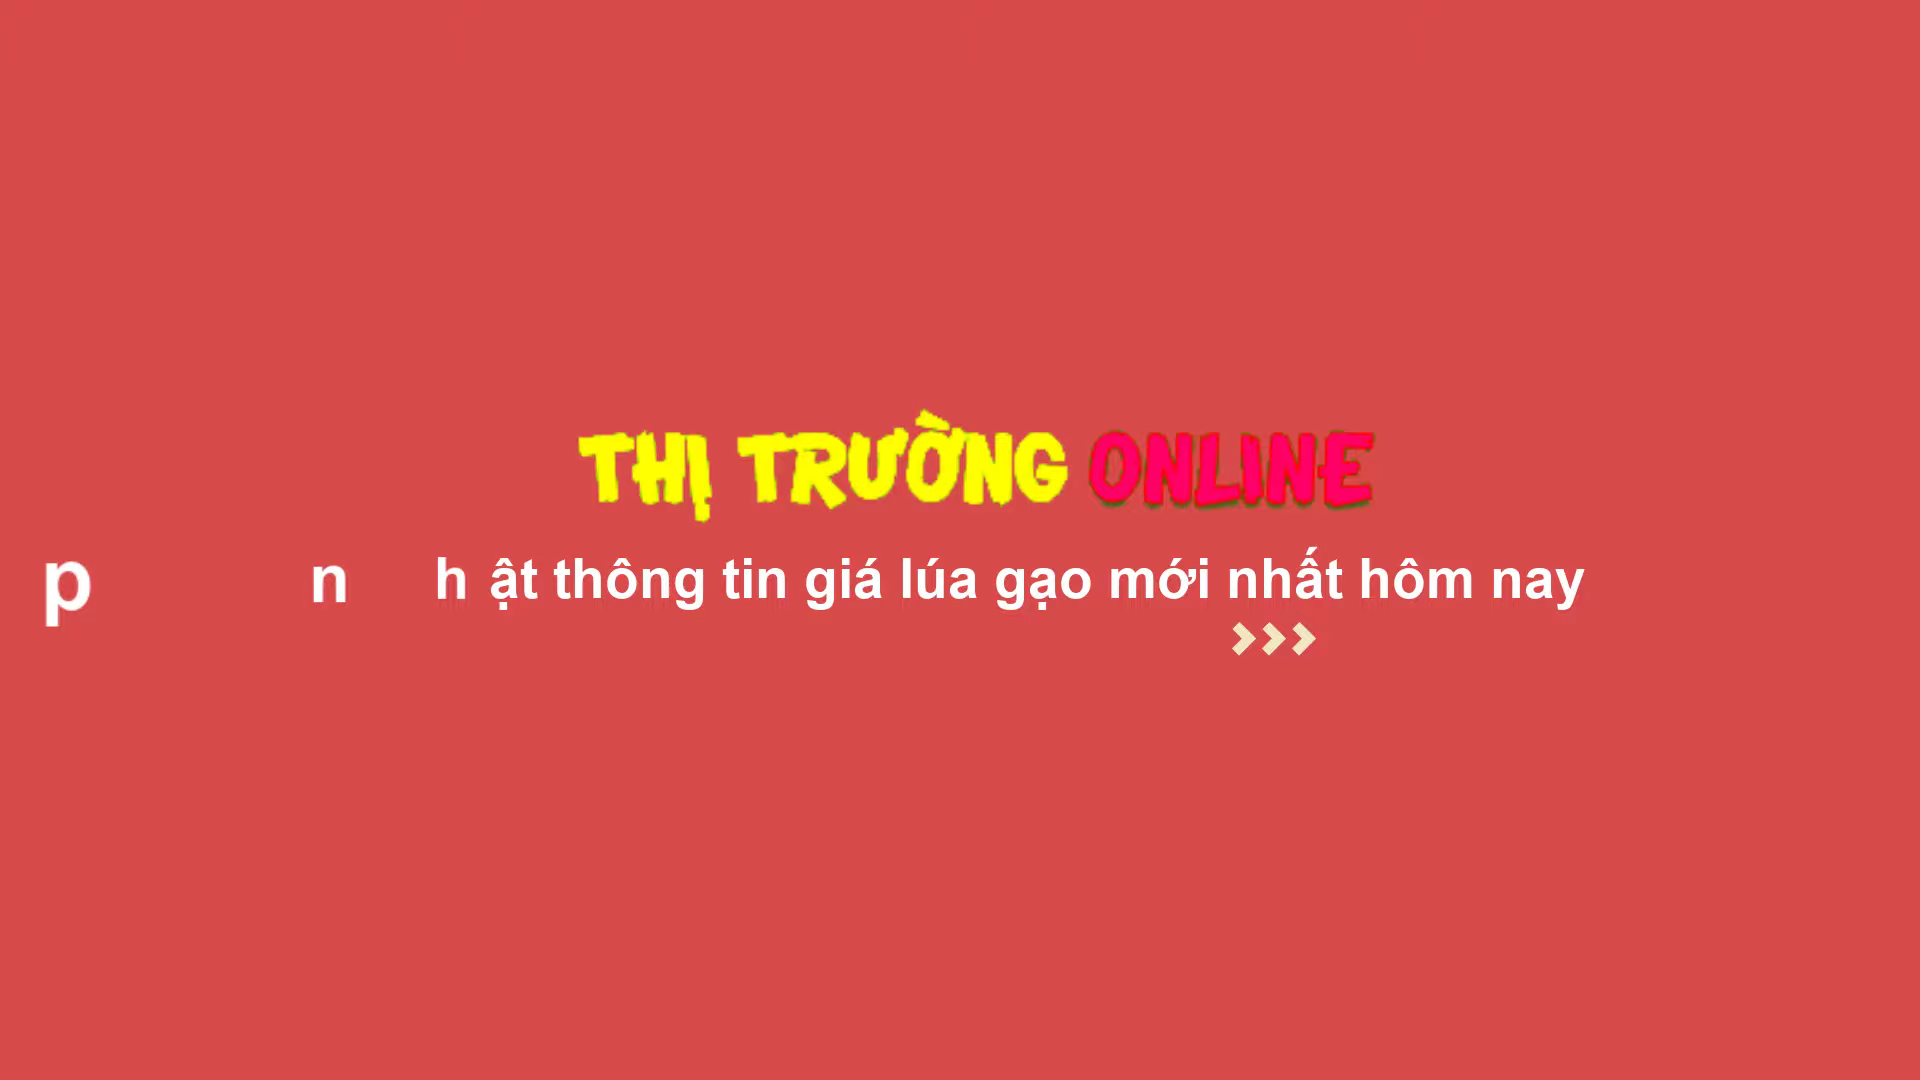 THỊ TRƯỜNG ONLINE
p n h ật thông tin giá lúa gạo mới nhất hôm nay